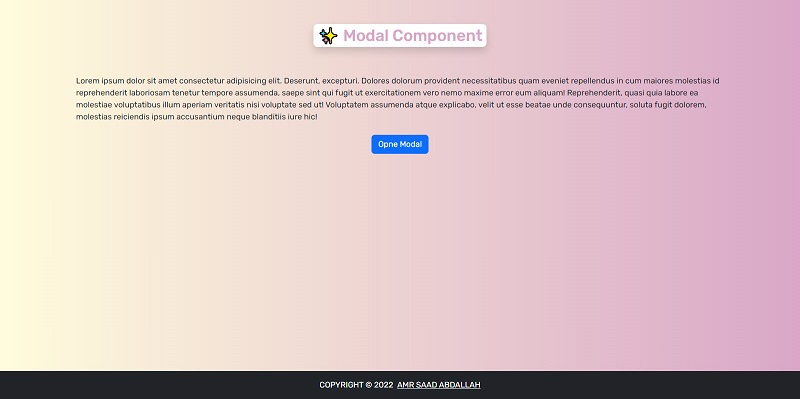 ✨ Modal Component
Lorem ipsum dolor sit amet consectetur adipisicing elit. Deserunt, excepturi. Dolores dolorum provident necessitatibus quam eveniet repellendus in cum maiores molestias id
reprehenderit laboriosam tenetur tempore assumenda, saepe sint qui fugit ut exercitationem vero nemo maxime error eum aliquam! Reprehenderit, quasi quia labore ea
molestiae voluptatibus illum aperiam veritatis nisi voluptate sed ut! Voluptatem assumenda atque explicabo, velit ut esse beatae unde consequuntur, soluta fugit dolorem,
molestias reiciendis ipsum accusantium neque blanditiis iure hic!
Opne Modal
COPYRIGHT © 2022 AMR SAAD ABDALLAH